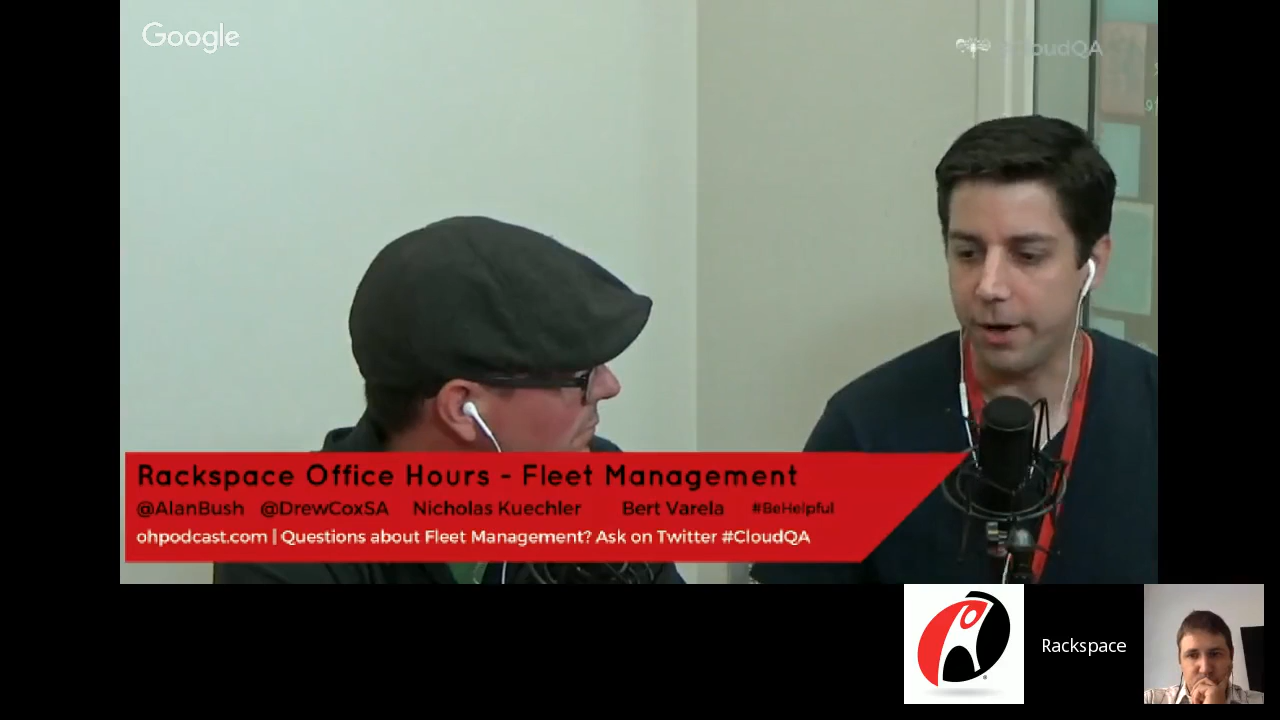 Google
CloudQA
Rackspace Office Hours - Fleet Management
@AlanBush @DrewCoxSA Nicholas Kuechler Bert Varela #BeHelpful
ohpodcast.com | Questions about Fleet Management? Ask on Twitter #CloudQA
Rackspace